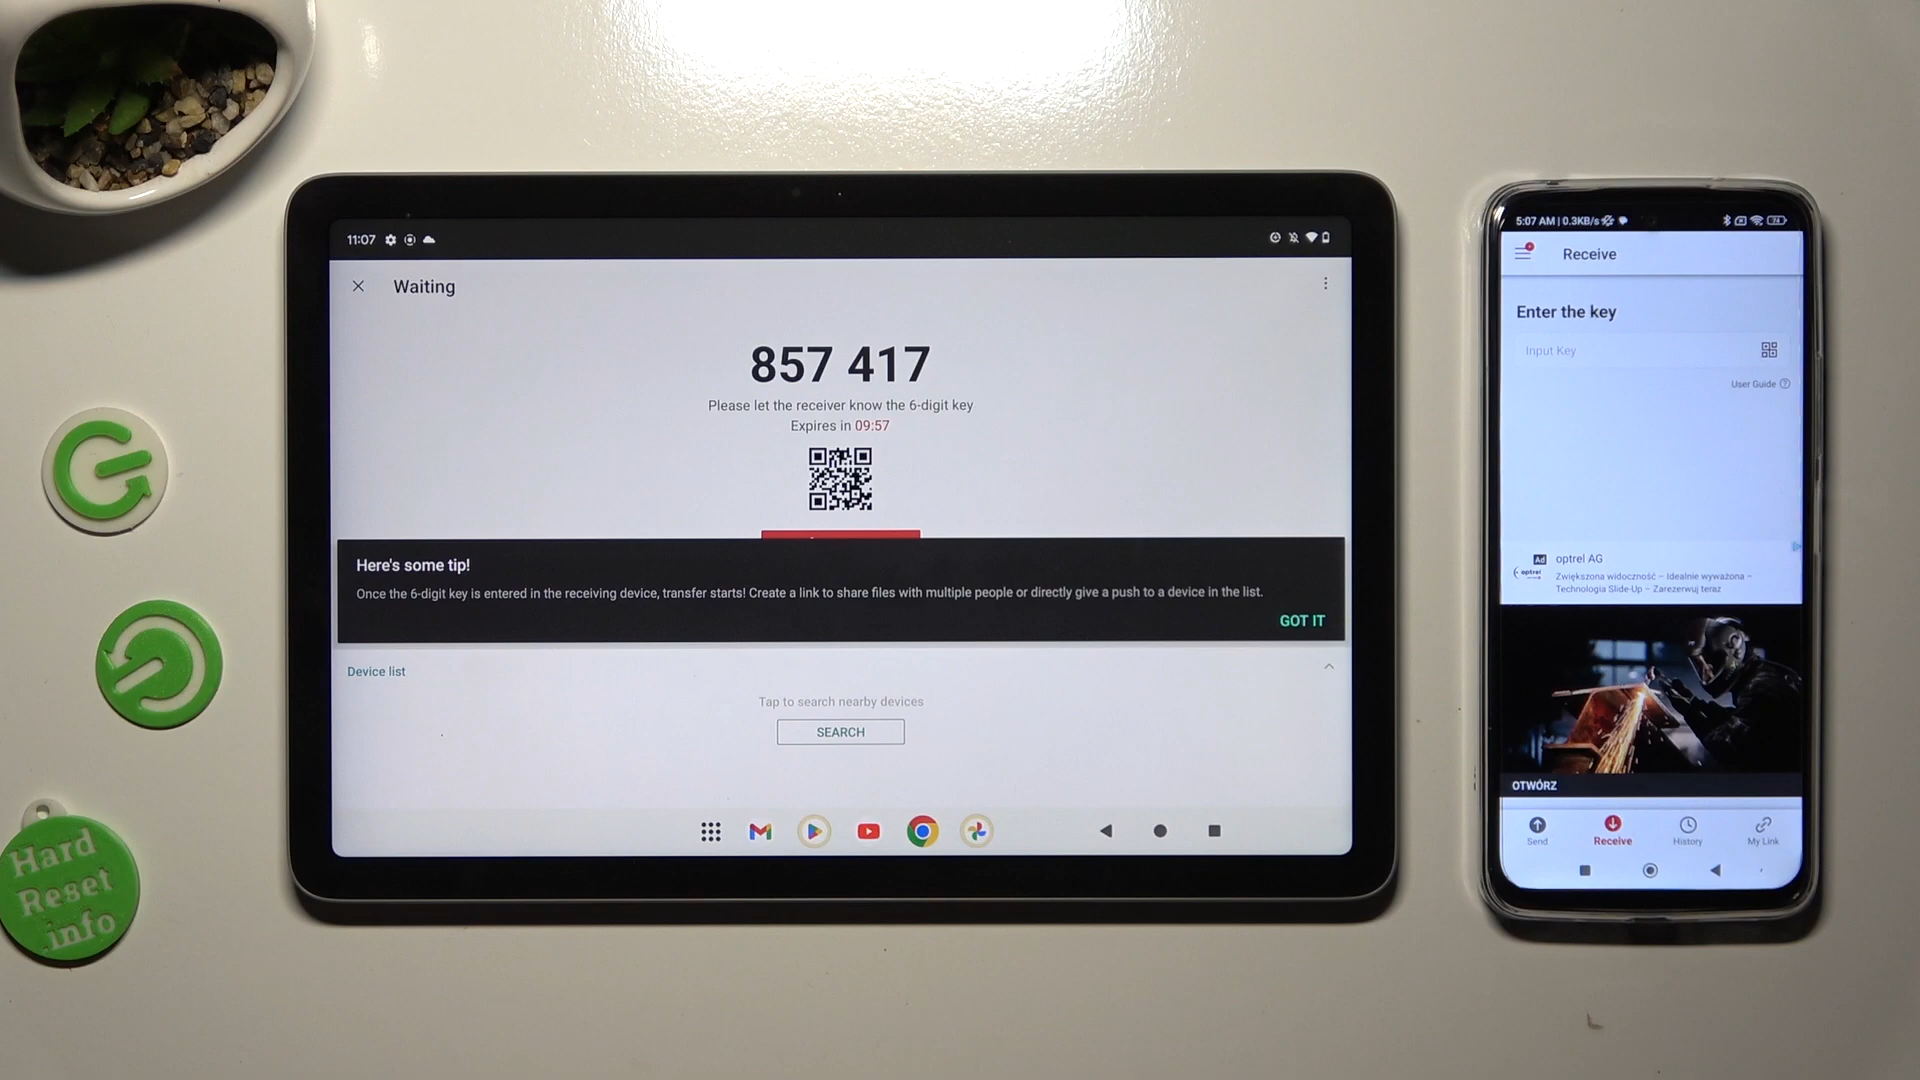 11:07
Waiting
857 417
Please let the receiver know the 6-digit key
Expires in 09:57
Here's some tip!
Once the 6-digit key is entered in the receiving device, transfer starts! Create a link to share files with multiple people or directly give a push to a device in the list.
GOT IT
Device list
Tap to search nearby devices
SEARCH
5:07 AM | 0.3KB/s
74
Receive
Enter the key
Input Key
User Guide
Ad
optrel AG
optrel
Zwiększona widoczność – Idealnie wyważona –
Technologia Slide-Up – Zarezerwuj teraz
OTWÓRZ
Send
Receive
History
My Link
Hard
Reset
.info